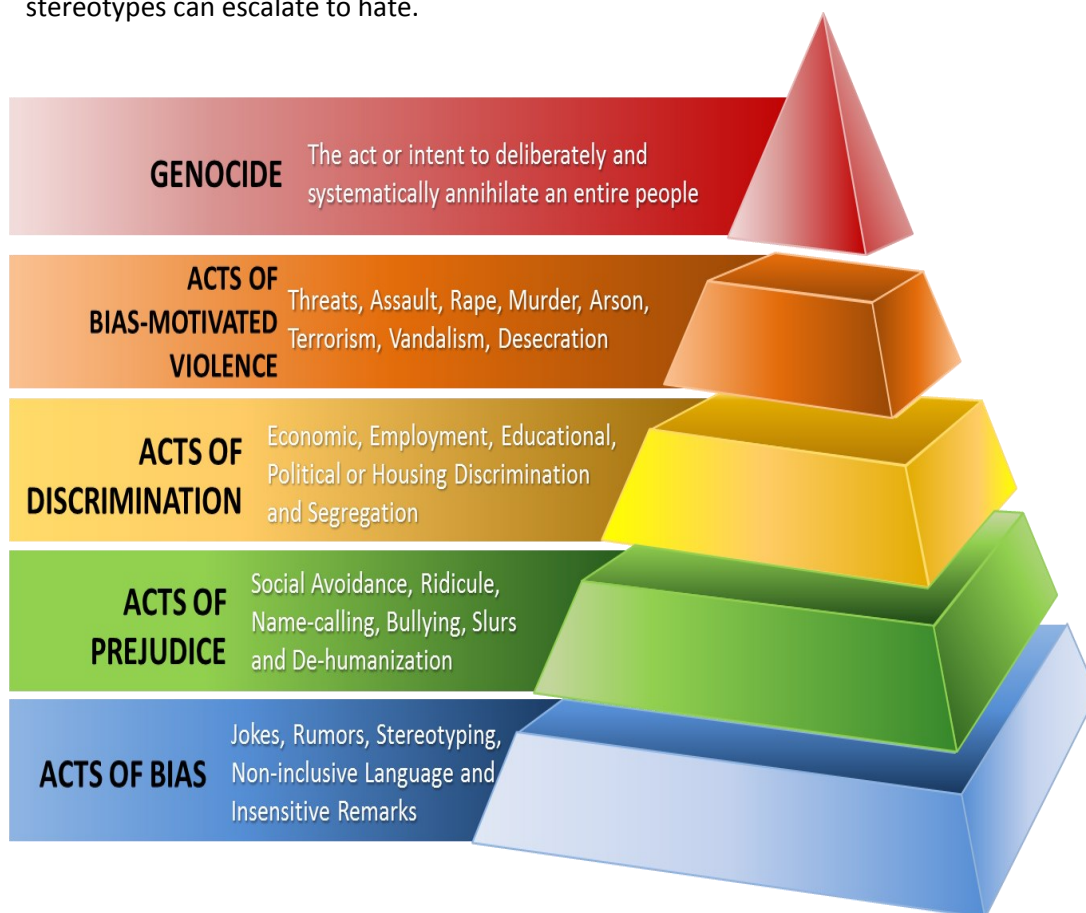 stereotypes can escalate to hate.
GENOCIDE
The act or intent to deliberately and
systematically annihilate an entire people
ACTS OF
BIAS-MOTIVATED
VIOLENCE
Threats, Assault, Rape, Murder, Arson,
Terrorism, Vandalism, Desecration
ACTS OF
DISCRIMINATION
Economic, Employment, Educational,
Political or Housing Discrimination
and Segregation
ACTS OF
PREJUDICE
Social Avoidance, Ridicule,
Name-calling, Bullying, Slurs
and De-humanization
ACTS OF BIAS
Jokes, Rumors, Stereotyping,
Non-inclusive Language and
Insensitive Remarks